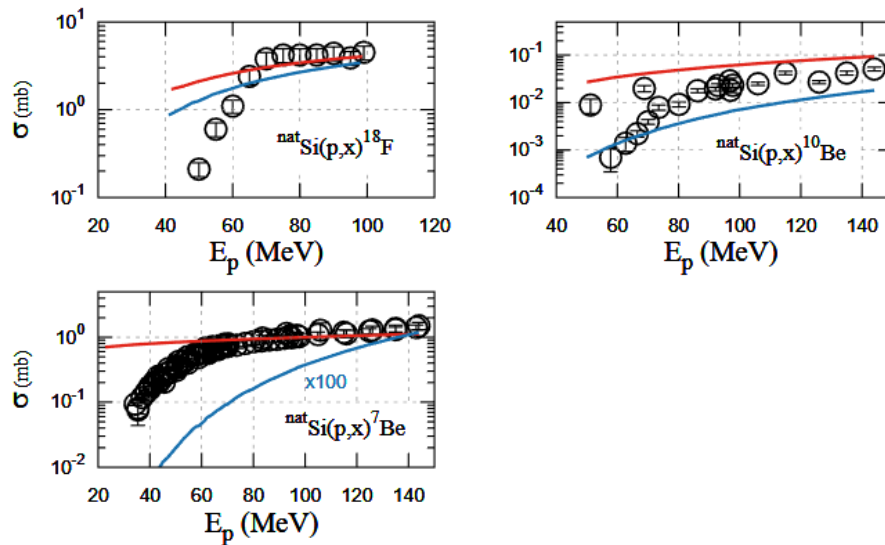 10¹
10⁰
10⁻¹
σ (mb)
ⁿᵃᵗSi(p,x)¹⁸F
20 40 60 80 100 120
Eₚ (MeV)
10⁻¹
10⁻²
10⁻³
10⁻⁴
σ (mb)
ⁿᵃᵗSi(p,x)¹⁰Be
40 60 80 100 120 140
Eₚ (MeV)
10⁰
10⁻¹
10⁻²
σ (mb)
x100
ⁿᵃᵗSi(p,x)⁷Be
20 40 60 80 100 120 140
Eₚ (MeV)